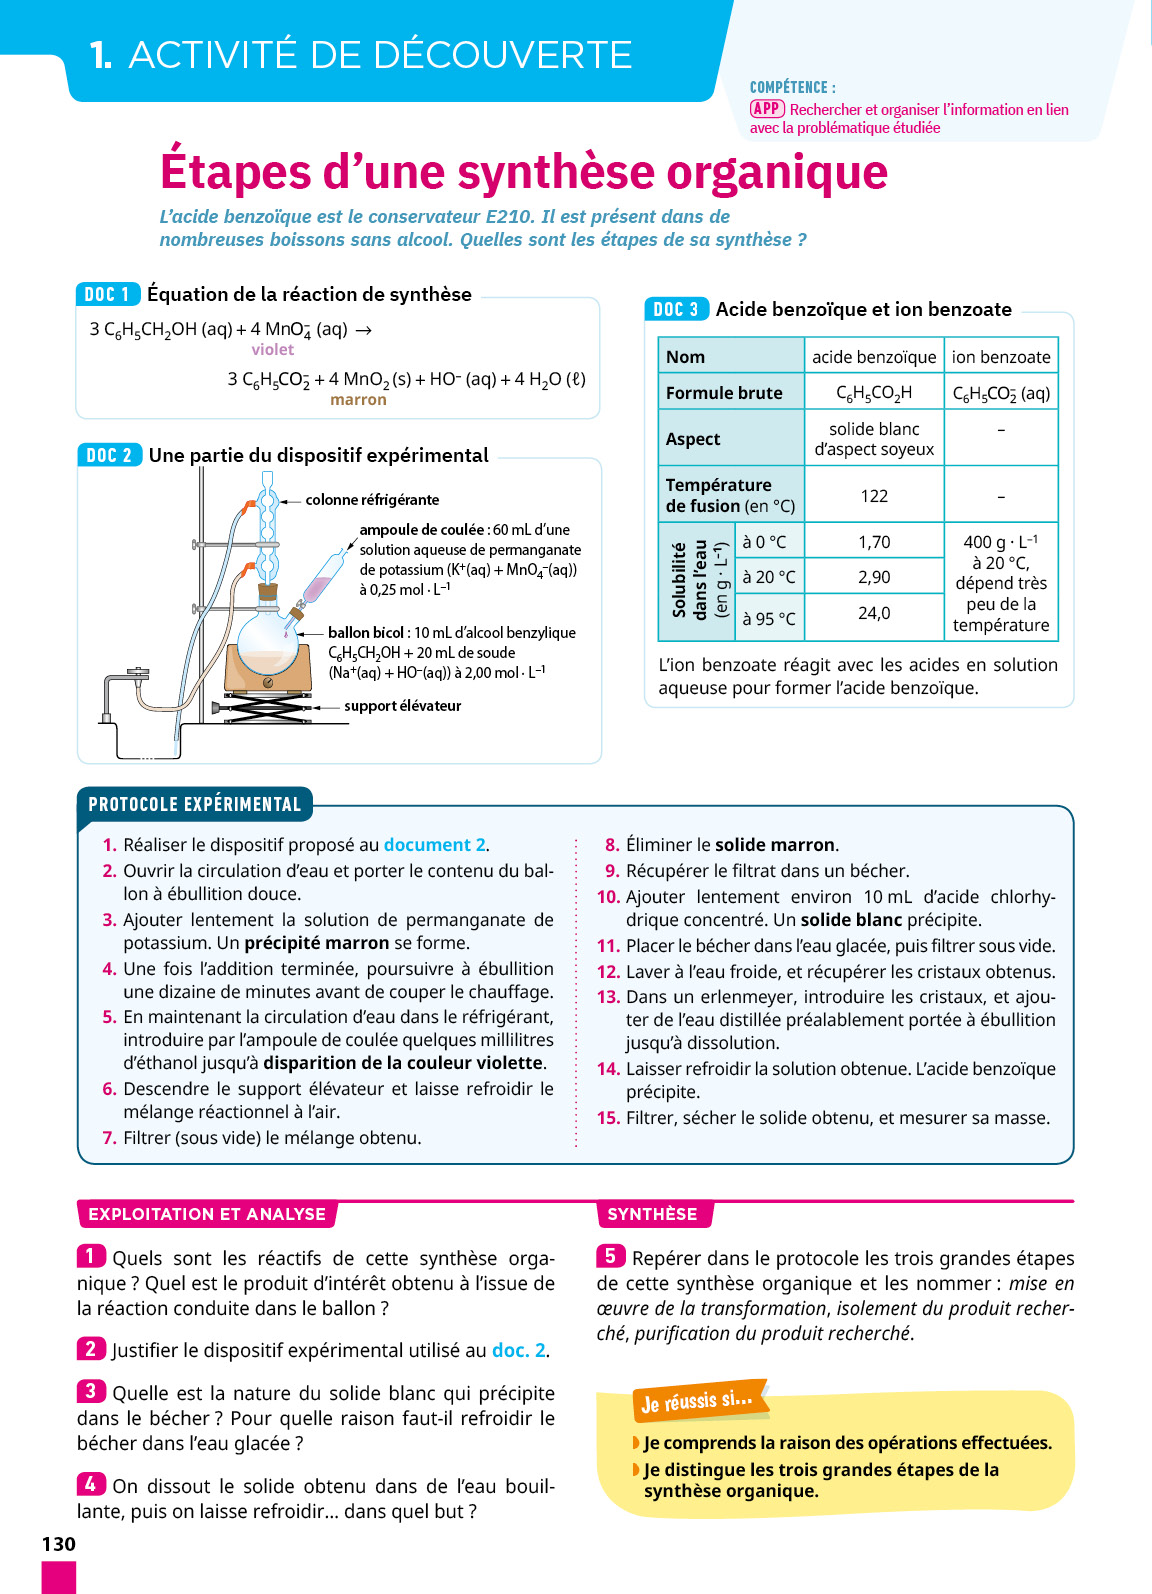 1. ACTIVITÉ DE DÉCOUVERTE
COMPÉTENCE :
APP Rechercher et organiser l’information en lien
avec la problématique étudiée
Étapes d’une synthèse organique
L’acide benzoïque est le conservateur E210. Il est présent dans de
nombreuses boissons sans alcool. Quelles sont les étapes de sa synthèse ?
DOC 1 Équation de la réaction de synthèse
3 C₆H₅CH₂OH (aq) + 4 MnO₄⁻ (aq) →
violet
3 C₆H₅CO₂⁻ + 4 MnO₂ (s) + HO⁻ (aq) + 4 H₂O (ℓ)
marron
DOC 2 Une partie du dispositif expérimental
colonne réfrigérante
ampoule de coulée : 60 mL d’une
solution aqueuse de permanganate
de potassium (K⁺(aq) + MnO₄⁻(aq))
à 0,25 mol · L⁻¹
ballon bicol : 10 mL d’alcool benzylique
C₆H₅CH₂OH + 20 mL de soude
(Na⁺(aq) + HO⁻(aq)) à 2,00 mol · L⁻¹
support élévateur
DOC 3 Acide benzoïque et ion benzoate
Nom acide benzoïque ion benzoate
Formule brute C₆H₅CO₂H C₆H₅CO₂⁻ (aq)
Aspect solide blanc d’aspect soyeux –
Température de fusion (en °C) 122 –
Solubilité dans l’eau (en g · L⁻¹)
à 0 °C 1,70
à 20 °C 2,90
à 95 °C 24,0
400 g · L⁻¹
à 20 °C,
dépend très
peu de la
température
L’ion benzoate réagit avec les acides en solution
aqueuse pour former l’acide benzoïque.
PROTOCOLE EXPÉRIMENTAL
1. Réaliser le dispositif proposé au document 2.
2. Ouvrir la circulation d’eau et porter le contenu du bal-
lon à ébullition douce.
3. Ajouter lentement la solution de permanganate de
potassium. Un précipité marron se forme.
4. Une fois l’addition terminée, poursuivre à ébullition
une dizaine de minutes avant de couper le chauffage.
5. En maintenant la circulation d’eau dans le réfrigérant,
introduire par l’ampoule de coulée quelques millilitres
d’éthanol jusqu’à disparition de la couleur violette.
6. Descendre le support élévateur et laisse refroidir le
mélange réactionnel à l’air.
7. Filtrer (sous vide) le mélange obtenu.
8. Éliminer le solide marron.
9. Récupérer le filtrat dans un bécher.
10. Ajouter lentement environ 10 mL d’acide chlorhy-
drique concentré. Un solide blanc précipite.
11. Placer le bécher dans l’eau glacée, puis filtrer sous vide.
12. Laver à l’eau froide, et récupérer les cristaux obtenus.
13. Dans un erlenmeyer, introduire les cristaux, et ajou-
ter de l’eau distillée préalablement portée à ébullition
jusqu’à dissolution.
14. Laisser refroidir la solution obtenue. L’acide benzoïque
précipite.
15. Filtrer, sécher le solide obtenu, et mesurer sa masse.
EXPLOITATION ET ANALYSE
1 Quels sont les réactifs de cette synthèse orga-
nique ? Quel est le produit d’intérêt obtenu à l’issue de
la réaction conduite dans le ballon ?
2 Justifier le dispositif expérimental utilisé au doc. 2.
3 Quelle est la nature du solide blanc qui précipite
dans le bécher ? Pour quelle raison faut-il refroidir le
bécher dans l’eau glacée ?
4 On dissout le solide obtenu dans de l’eau bouil-
lante, puis on laisse refroidir... dans quel but ?
SYNTHÈSE
5 Repérer dans le protocole les trois grandes étapes
de cette synthèse organique et les nommer : mise en
œuvre de la transformation, isolement du produit recher-
ché, purification du produit recherché.
Je réussis si...
Je comprends la raison des opérations effectuées.
Je distingue les trois grandes étapes de la
synthèse organique.
130